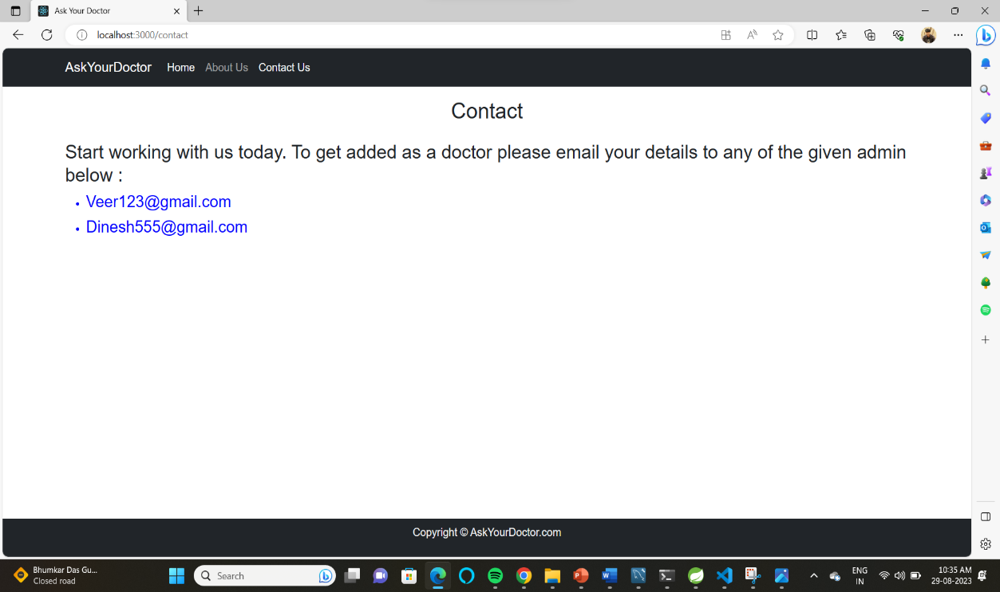 Ask Your Doctor
localhost:3000/contact
AskYourDoctor Home About Us Contact Us
Contact
Start working with us today. To get added as a doctor please email your details to any of the given admin
below :
• Veer123@gmail.com
• Dinesh555@gmail.com
Copyright © AskYourDoctor.com
Bhumkar Das Gu...
Closed road
Search
ENG
IN
10:35 AM
29-08-2023